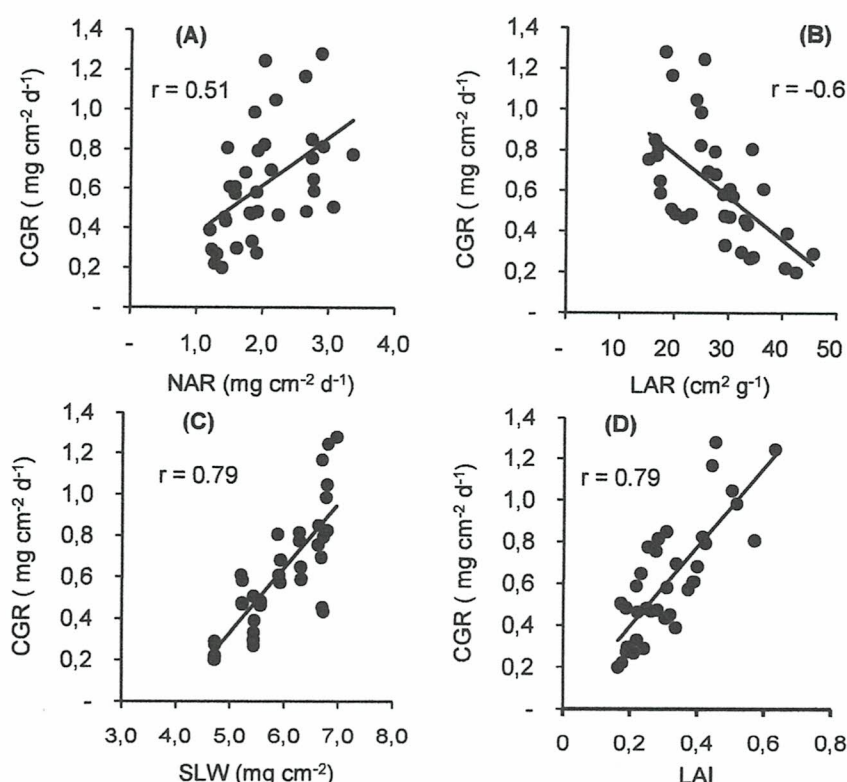 (A)
r = 0.51
CGR ( mg cm⁻² d⁻¹)
1,4
1,2
1,0
0,8
0,6
0,4
0,2
-
- 1,0 2,0 3,0 4,0
NAR (mg cm⁻² d⁻¹)
(B)
r = -0.6
CGR ( mg cm⁻² d⁻¹)
1,4
1,2
1,0
0,8
0,6
0,4
0,2
-
- 10 20 30 40 50
LAR (cm² g⁻¹)
(C)
r = 0.79
CGR ( mg cm⁻² d⁻¹)
1,4
1,2
1,0
0,8
0,6
0,4
0,2
-
3,0 4,0 5,0 6,0 7,0 8,0
SLW (mg cm⁻²)
(D)
r = 0.79
CGR ( mg cm⁻² d⁻¹)
1,4
1,2
1,0
0,8
0,6
0,4
0,2
-
0 0,2 0,4 0,6 0,8
LAI